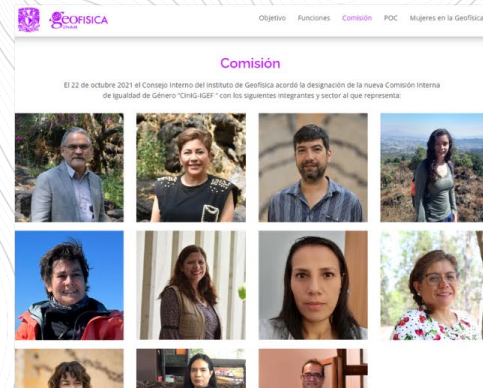 GEOFISICA
UNAM
Objetivo Funciones Comisión POC Mujeres en la Geofísica
Comisión
El 22 de octubre 2021 el Consejo Interno del Instituto de Geofísica acordó la designación de la nueva Comisión Interna
de Igualdad de Género "CInIG-IGEF" con los siguientes integrantes y sector al que representa: